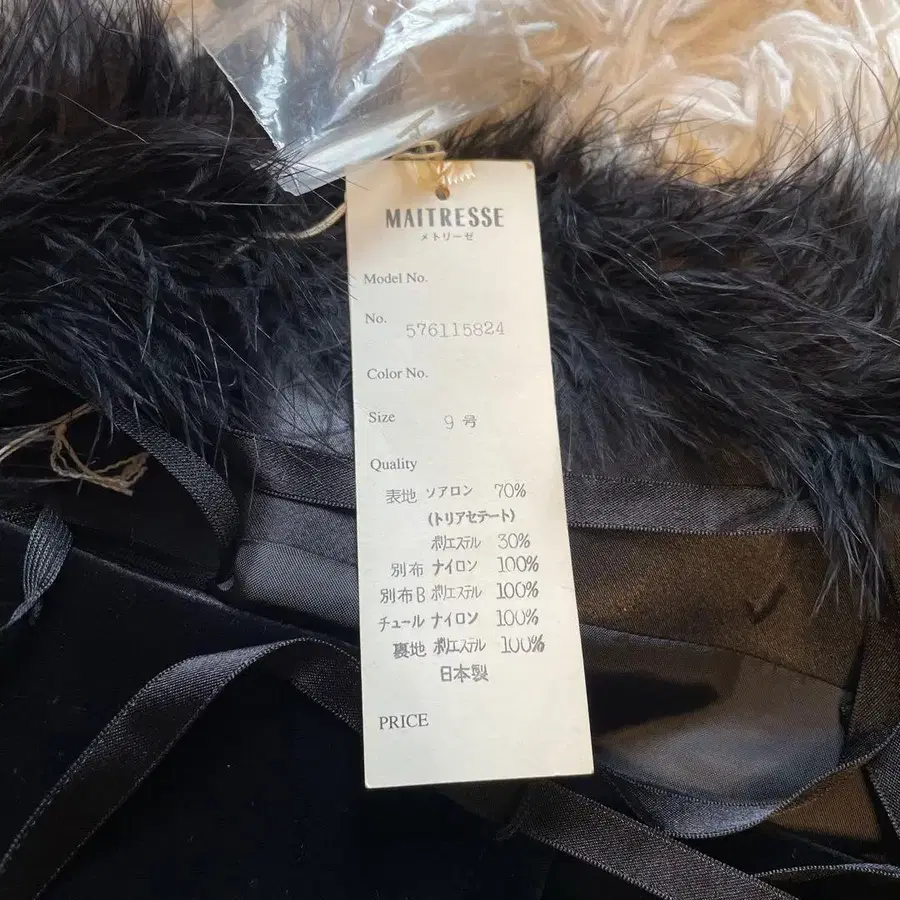 MAITRESSE
メトリーゼ
Model No.
No. 576115824
Color No.
Size 9号
Quality
表地 ソアロン 70%
(トリアセテート)
ポリエステル 30%
別布 ナイロン 100%
別布B ポリエステル 100%
チュール ナイロン 100%
裏地 ポリエステル 100%
日本製
PRICE